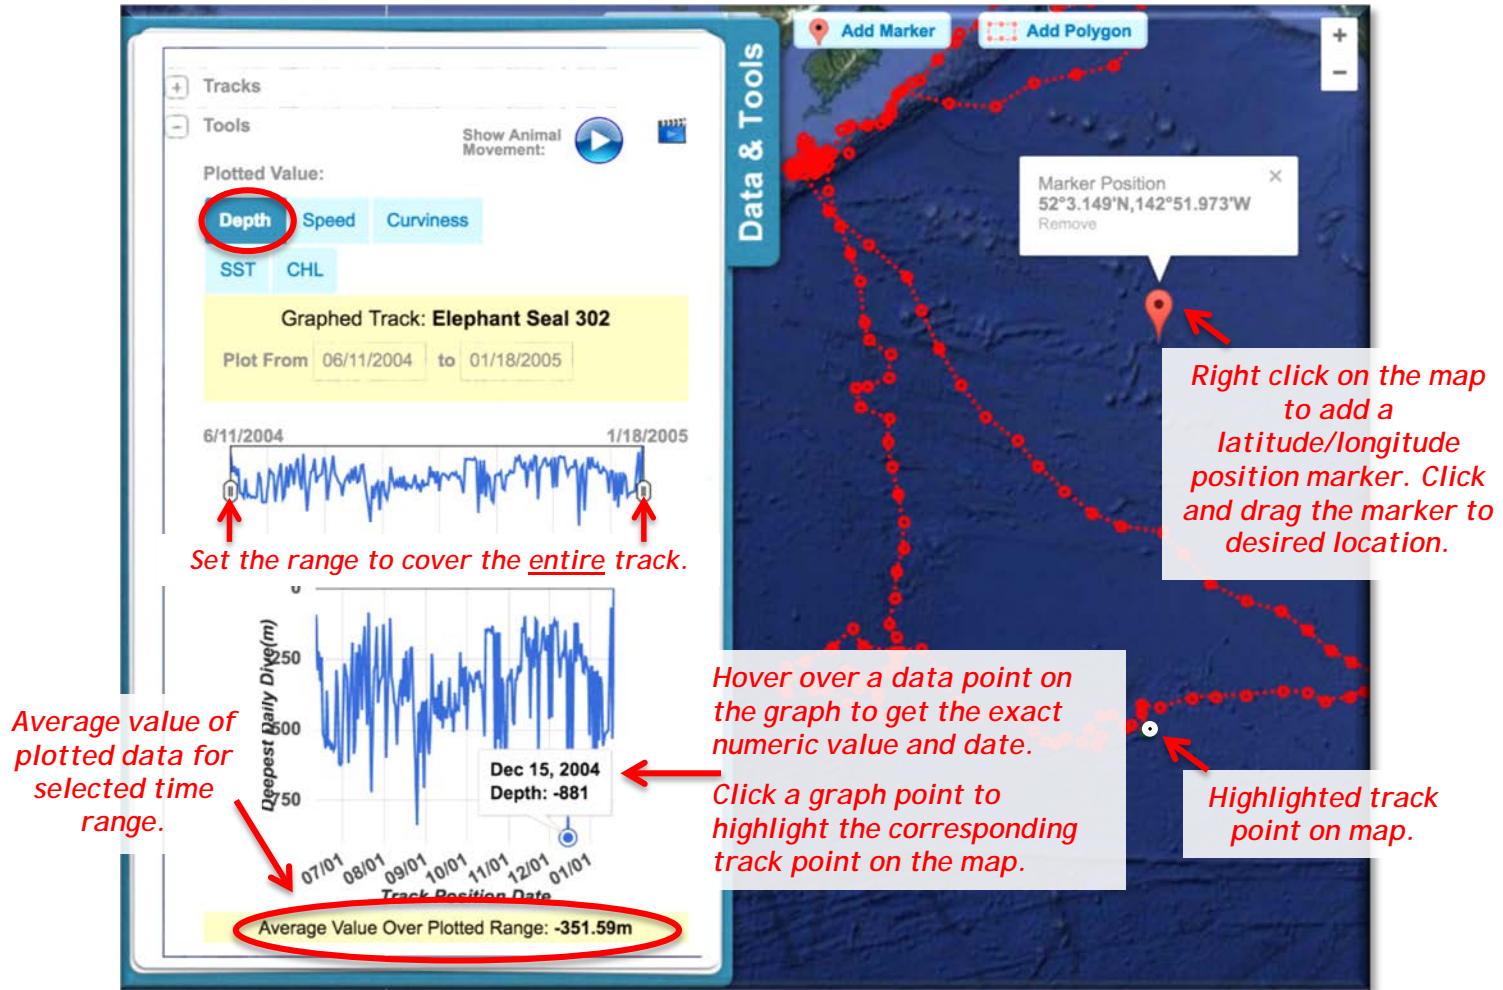 Add Marker
Add Polygon
+
−
Data & Tools
+ Tracks
− Tools
Show Animal
Movement:
Plotted Value:
Depth Speed Curviness
SST CHL
Graphed Track: Elephant Seal 302
Plot From 06/11/2004 to 01/18/2005
6/11/2004 1/18/2005
Set the range to cover the entire track.
0
250
500
750
Deepest Daily Dive(m)
Dec 15, 2004
Depth: -881
07/01 08/01 09/01 10/01 11/01 12/01 01/01
Track Position Date
Average Value Over Plotted Range: -351.59m
Average value of
plotted data for
selected time
range.
Marker Position ×
52°3.149'N,142°51.973'W
Remove
Right click on the map
to add a
latitude/longitude
position marker. Click
and drag the marker to
desired location.
Hover over a data point on
the graph to get the exact
numeric value and date.
Click a graph point to
highlight the corresponding
track point on the map.
Highlighted track
point on map.